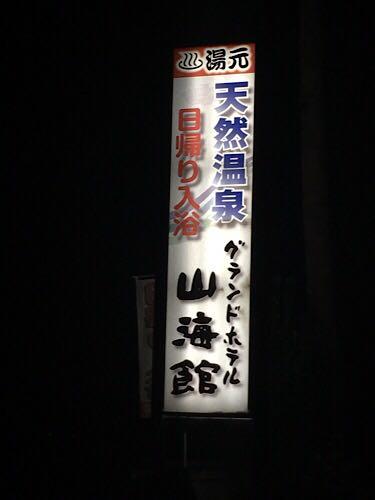 ♨湯元
天然温泉
日帰り入浴
グランドホテル
山海館